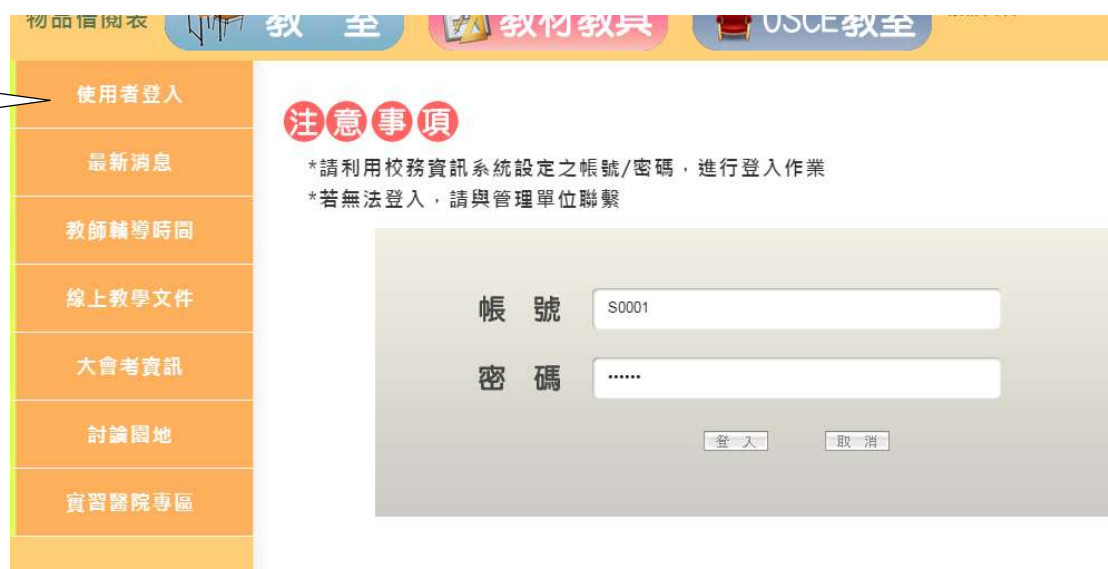 物品借閱表
教 室
教材教具
OSCE教室
使用者登入
最新消息
教師輔導時間
線上教學文件
大會考資訊
討論園地
實習醫院專區
注意事項
*請利用校務資訊系統設定之帳號/密碼，進行登入作業
*若無法登入，請與管理單位聯繫
帳 號
S0001
密 碼
••••••
登 入
取 消